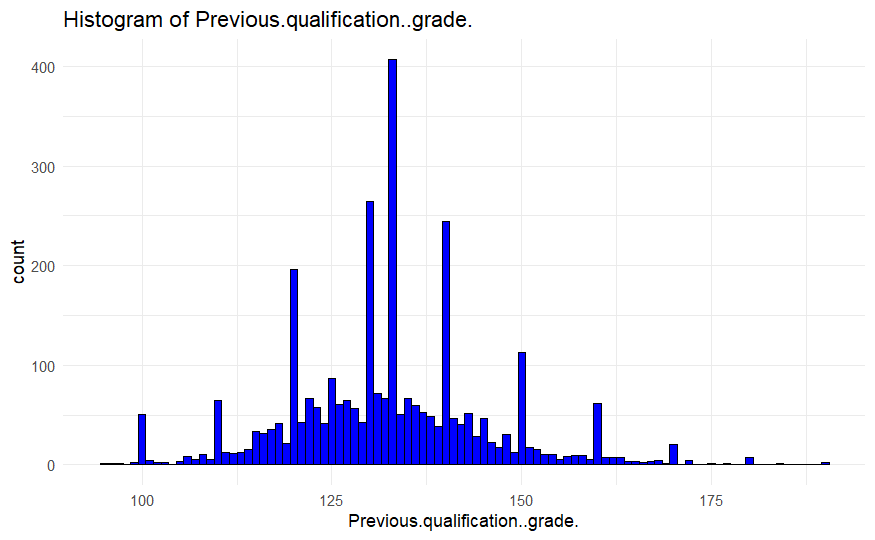 Histogram of Previous.qualification..grade.
400
300
200
100
0
count
100 125 150 175
Previous.qualification..grade.